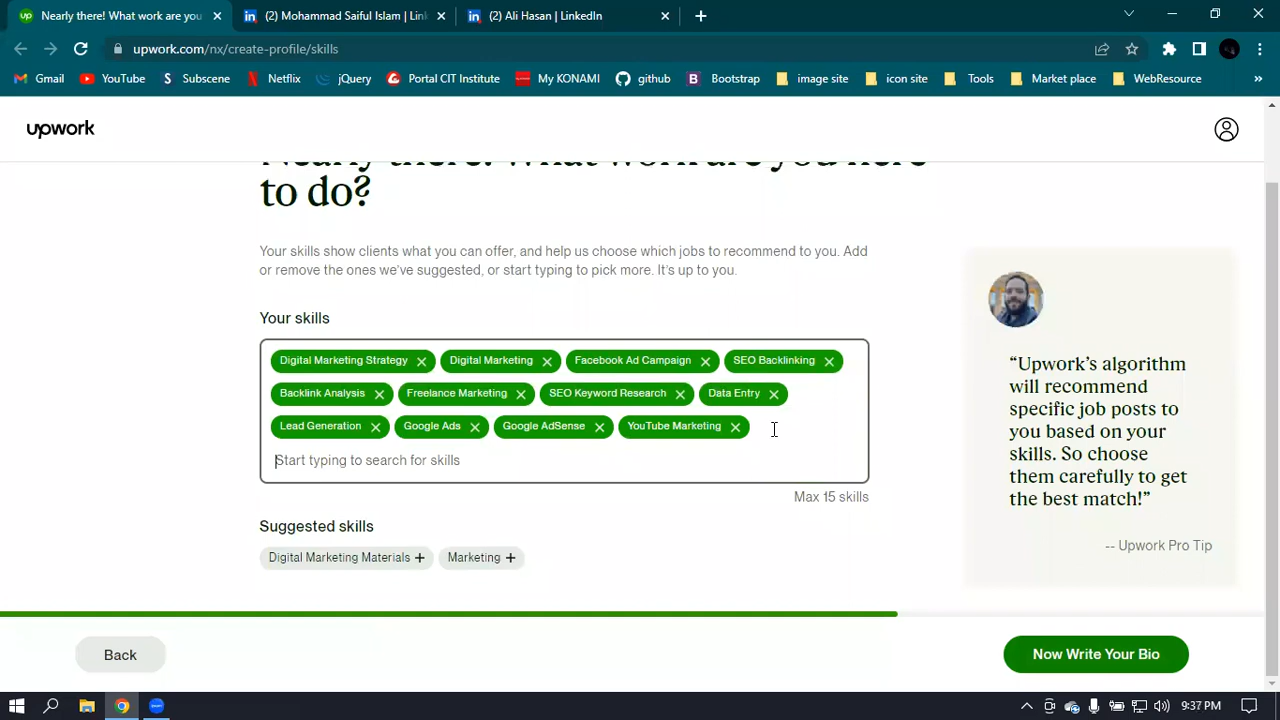 Nearly there! What work are you
(2) Mohammad Saiful Islam | Link
(2) Ali Hasan | LinkedIn
upwork.com/nx/create-profile/skills
Gmail
YouTube
Subscene
Netflix
jQuery
Portal CIT Institute
My KONAMI
github
Bootstrap
image site
icon site
Tools
Market place
WebResource
upwork
Nearly there! What work are you here
to do?
Your skills show clients what you can offer, and help us choose which jobs to recommend to you. Add
or remove the ones we've suggested, or start typing to pick more. It's up to you.
Your skills
Digital Marketing Strategy
Digital Marketing
Facebook Ad Campaign
SEO Backlinking
Backlink Analysis
Freelance Marketing
SEO Keyword Research
Data Entry
Lead Generation
Google Ads
Google AdSense
YouTube Marketing
Start typing to search for skills
Max 15 skills
Suggested skills
Digital Marketing Materials +
Marketing +
“Upwork’s algorithm
will recommend
specific job posts to
you based on your
skills. So choose
them carefully to get
the best match!”
-- Upwork Pro Tip
Back
Now Write Your Bio
9:37 PM